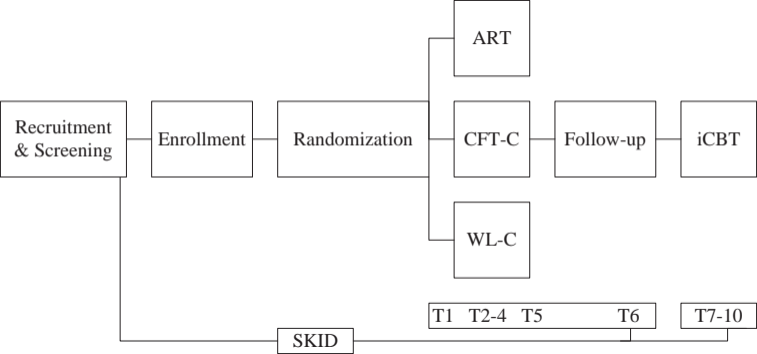 ART
Recruitment
& Screening
Enrollment
Randomization
CFT-C
Follow-up
iCBT
WL-C
T1 T2-4 T5 T6
T7-10
SKID